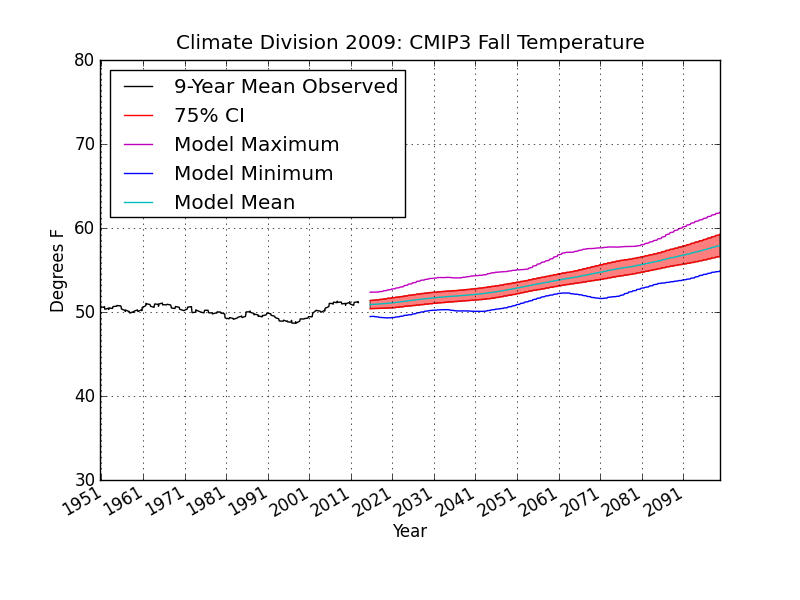 Climate Division 2009: CMIP3 Fall Temperature
80
70
60
50
40
30
Degrees F
9-Year Mean Observed
75% CI
Model Maximum
Model Minimum
Model Mean
1951
1961
1971
1981
1991
2001
2011
2021
2031
2041
2051
2061
2071
2081
2091
Year